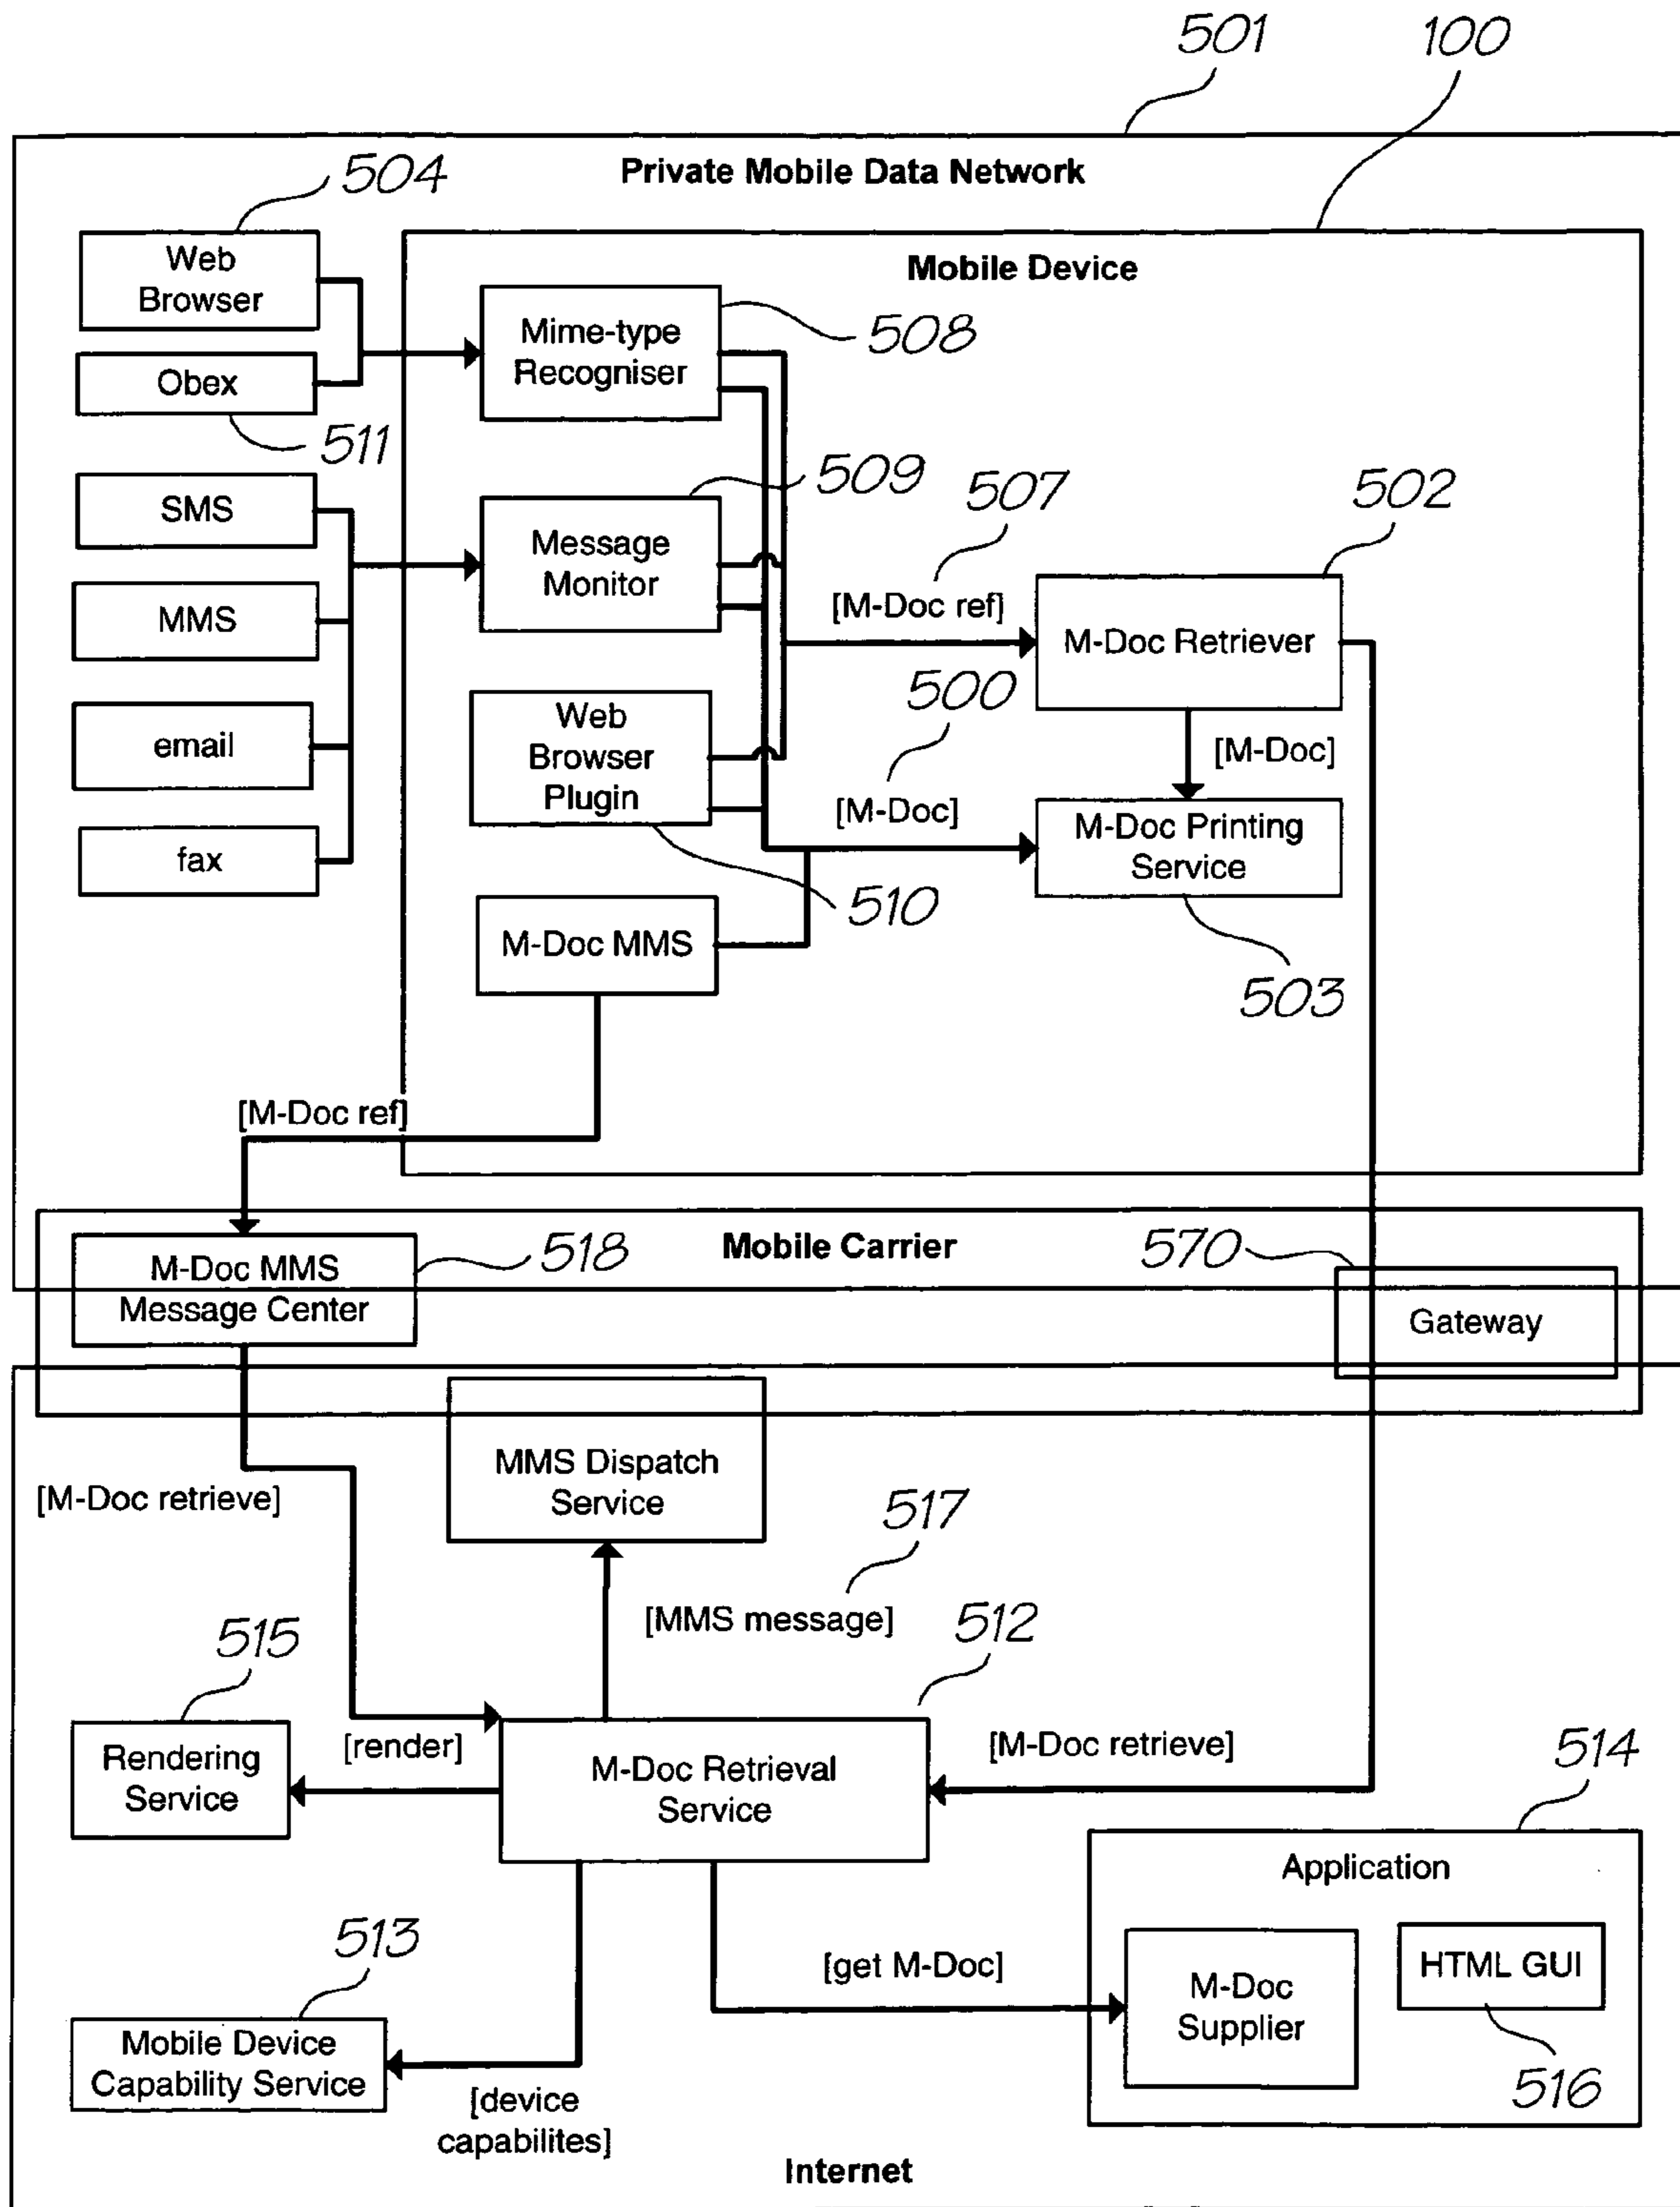 501
100
Private Mobile Data Network
504
Web
Browser
Mobile Device
Mime-type
Recogniser
508
Obex
511
SMS
509
507
502
Message
Monitor
MMS
[M-Doc ref]
M-Doc Retriever
500
Web
Browser
Plugin
email
[M-Doc]
[M-Doc]
M-Doc Printing
Service
fax
510
M-Doc MMS
503
[M-Doc ref]
Mobile Carrier
518
570
M-Doc MMS
Message Center
Gateway
MMS Dispatch
Service
[M-Doc retrieve]
517
[MMS message]
512
515
Rendering
Service
[render]
M-Doc Retrieval
Service
[M-Doc retrieve]
514
Application
513
[get M-Doc]
M-Doc
Supplier
HTML GUI
516
Mobile Device
Capability Service
[device
capabilites]
Internet